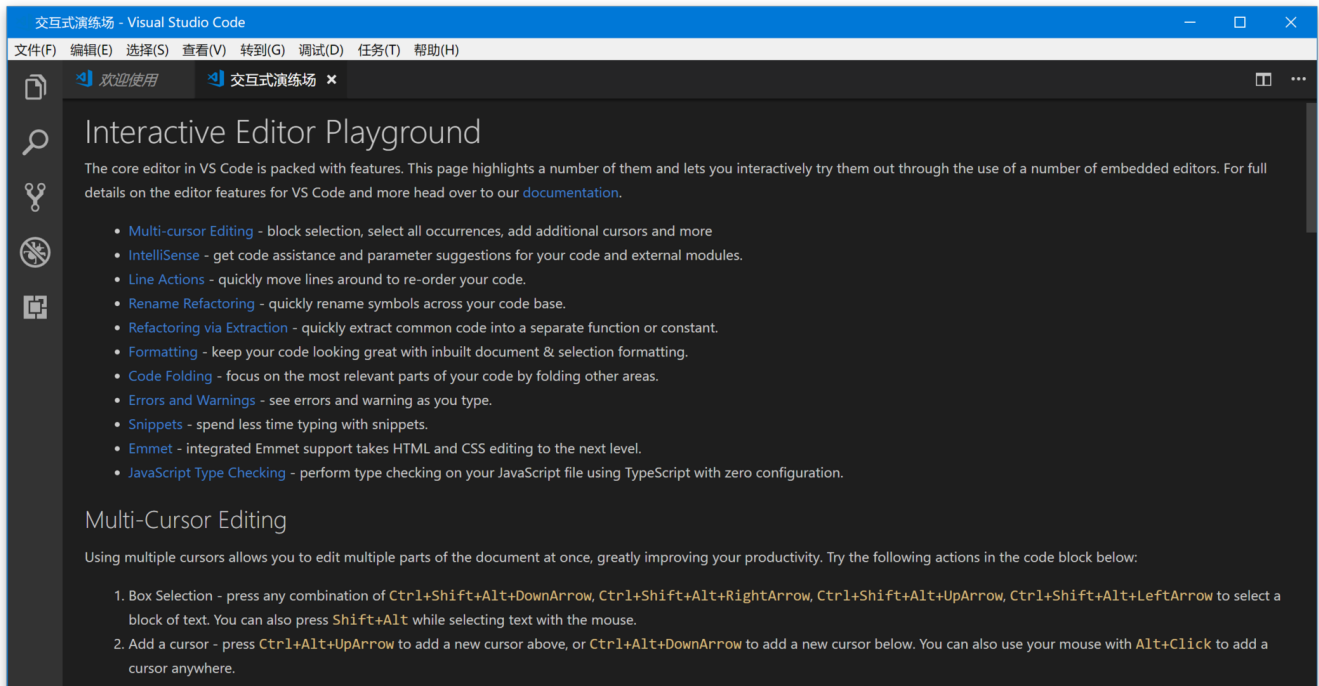 交互式演练场 - Visual Studio Code
文件(F) 编辑(E) 选择(S) 查看(V) 转到(G) 调试(D) 任务(T) 帮助(H)
欢迎使用 交互式演练场
Interactive Editor Playground
The core editor in VS Code is packed with features. This page highlights a number of them and lets you interactively try them out through the use of a number of embedded editors. For full
details on the editor features for VS Code and more head over to our documentation.
• Multi-cursor Editing - block selection, select all occurrences, add additional cursors and more
• IntelliSense - get code assistance and parameter suggestions for your code and external modules.
• Line Actions - quickly move lines around to re-order your code.
• Rename Refactoring - quickly rename symbols across your code base.
• Refactoring via Extraction - quickly extract common code into a separate function or constant.
• Formatting - keep your code looking great with inbuilt document & selection formatting.
• Code Folding - focus on the most relevant parts of your code by folding other areas.
• Errors and Warnings - see errors and warning as you type.
• Snippets - spend less time typing with snippets.
• Emmet - integrated Emmet support takes HTML and CSS editing to the next level.
• JavaScript Type Checking - perform type checking on your JavaScript file using TypeScript with zero configuration.
Multi-Cursor Editing
Using multiple cursors allows you to edit multiple parts of the document at once, greatly improving your productivity. Try the following actions in the code block below:
1. Box Selection - press any combination of Ctrl+Shift+Alt+DownArrow, Ctrl+Shift+Alt+RightArrow, Ctrl+Shift+Alt+UpArrow, Ctrl+Shift+Alt+LeftArrow to select a
block of text. You can also press Shift+Alt while selecting text with the mouse.
2. Add a cursor - press Ctrl+Alt+UpArrow to add a new cursor above, or Ctrl+Alt+DownArrow to add a new cursor below. You can also use your mouse with Alt+Click to add a
cursor anywhere.